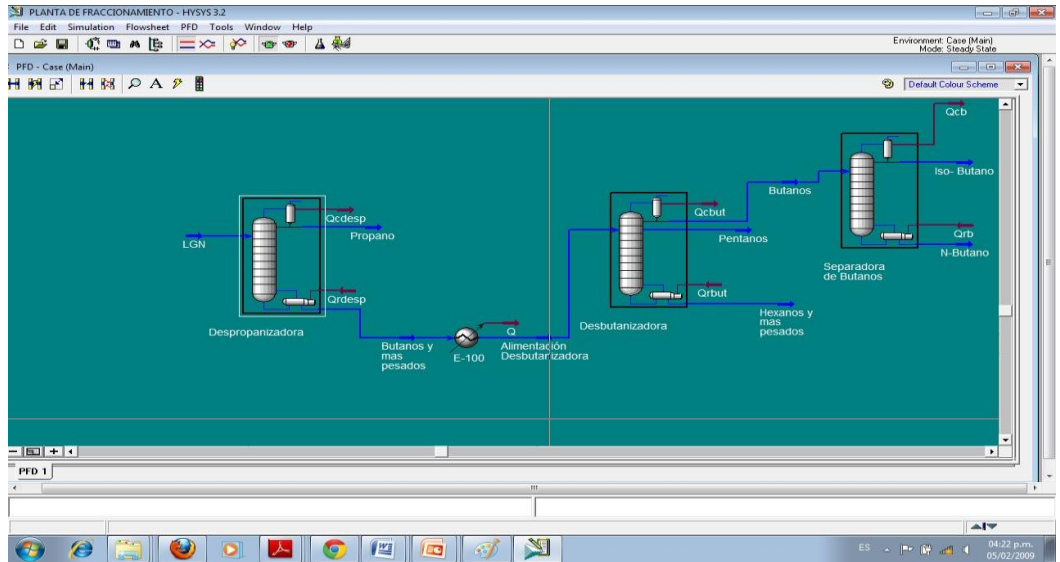 PLANTA DE FRACCIONAMIENTO - HYSYS 3.2
File Edit Simulation Flowsheet PFD Tools Window Help
Environment: Case (Main)
Mode: Steady State
PFD - Case (Main)
A
Default Colour Scheme
Qcb
Iso- Butano
Butanos
Qcbut
Qcdesp
Propano
LGN
Pentanos
Qrb
N-Butano
Separadora
de Butanos
Qrdesp
Qrbut
Hexanos y
mas
pesados
Despropanizadora
Desbutanizadora
Q
Butanos y
mas
pesados
E-100
Alimentación
Desbutanizadora
PFD 1
ES
04:22 p.m.
05/02/2009